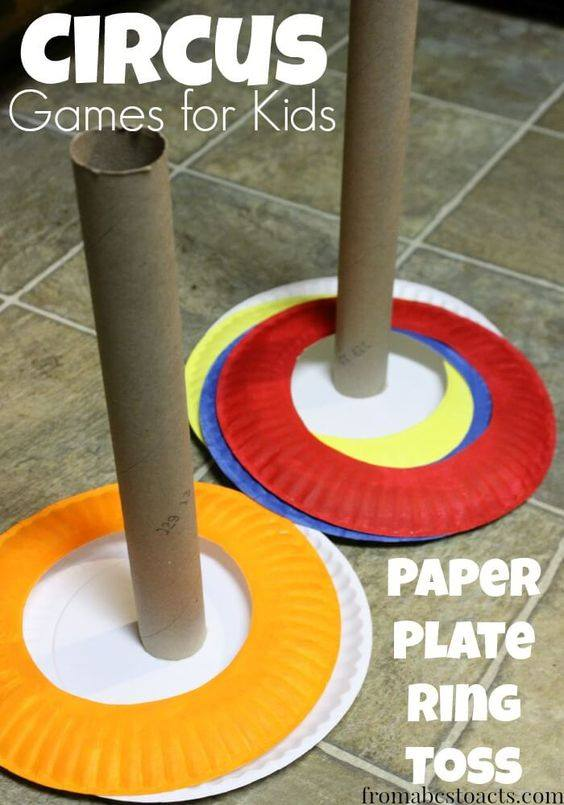 CIRCUS
Games for Kids
PAPER
PLATE
RING
TOSS
fromabcstoacts.com